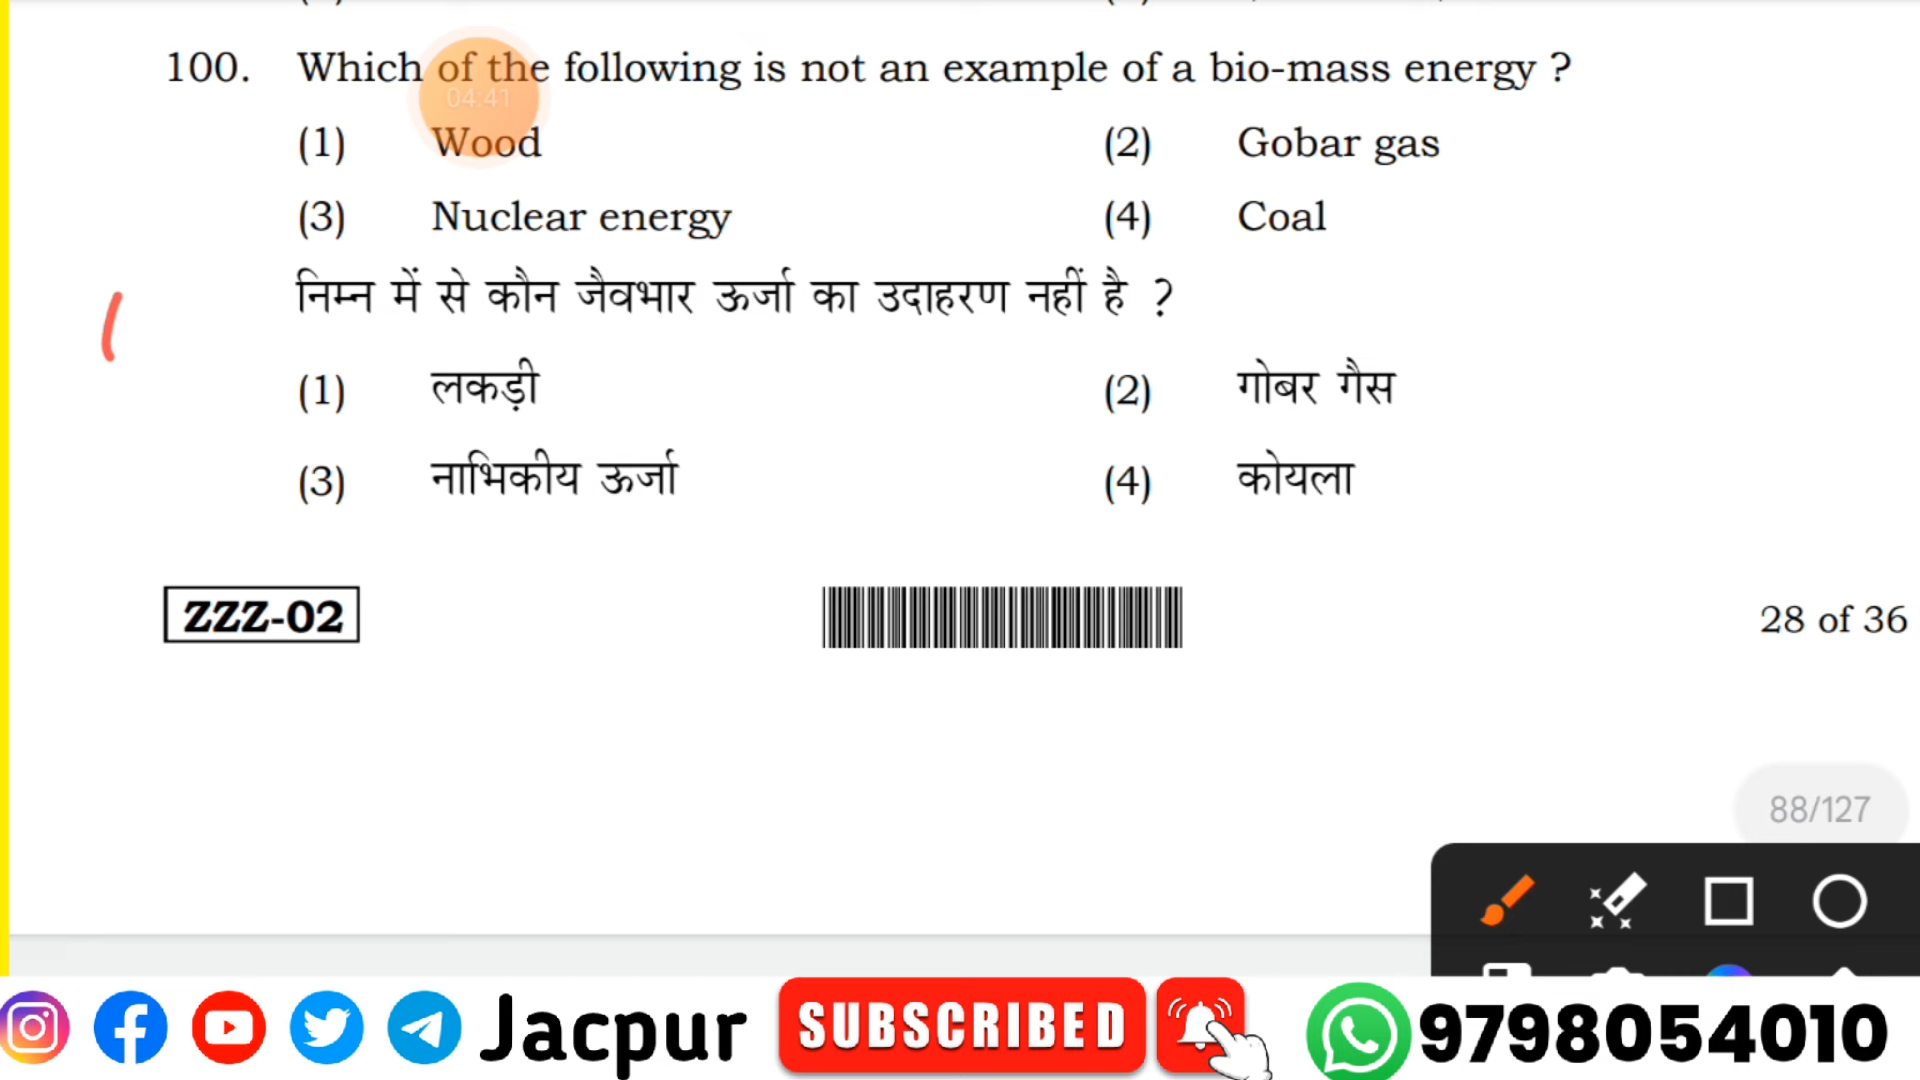 100. Which of the following is not an example of a bio-mass energy ?
04:41
(1) Wood (2) Gobar gas
(3) Nuclear energy (4) Coal
निम्न में से कौन जैवभार ऊर्जा का उदाहरण नहीं है ?
(1) लकड़ी (2) गोबर गैस
(3) नाभिकीय ऊर्जा (4) कोयला
ZZZ-02 28 of 36
88/127
Jacpur SUBSCRIBED 9798054010